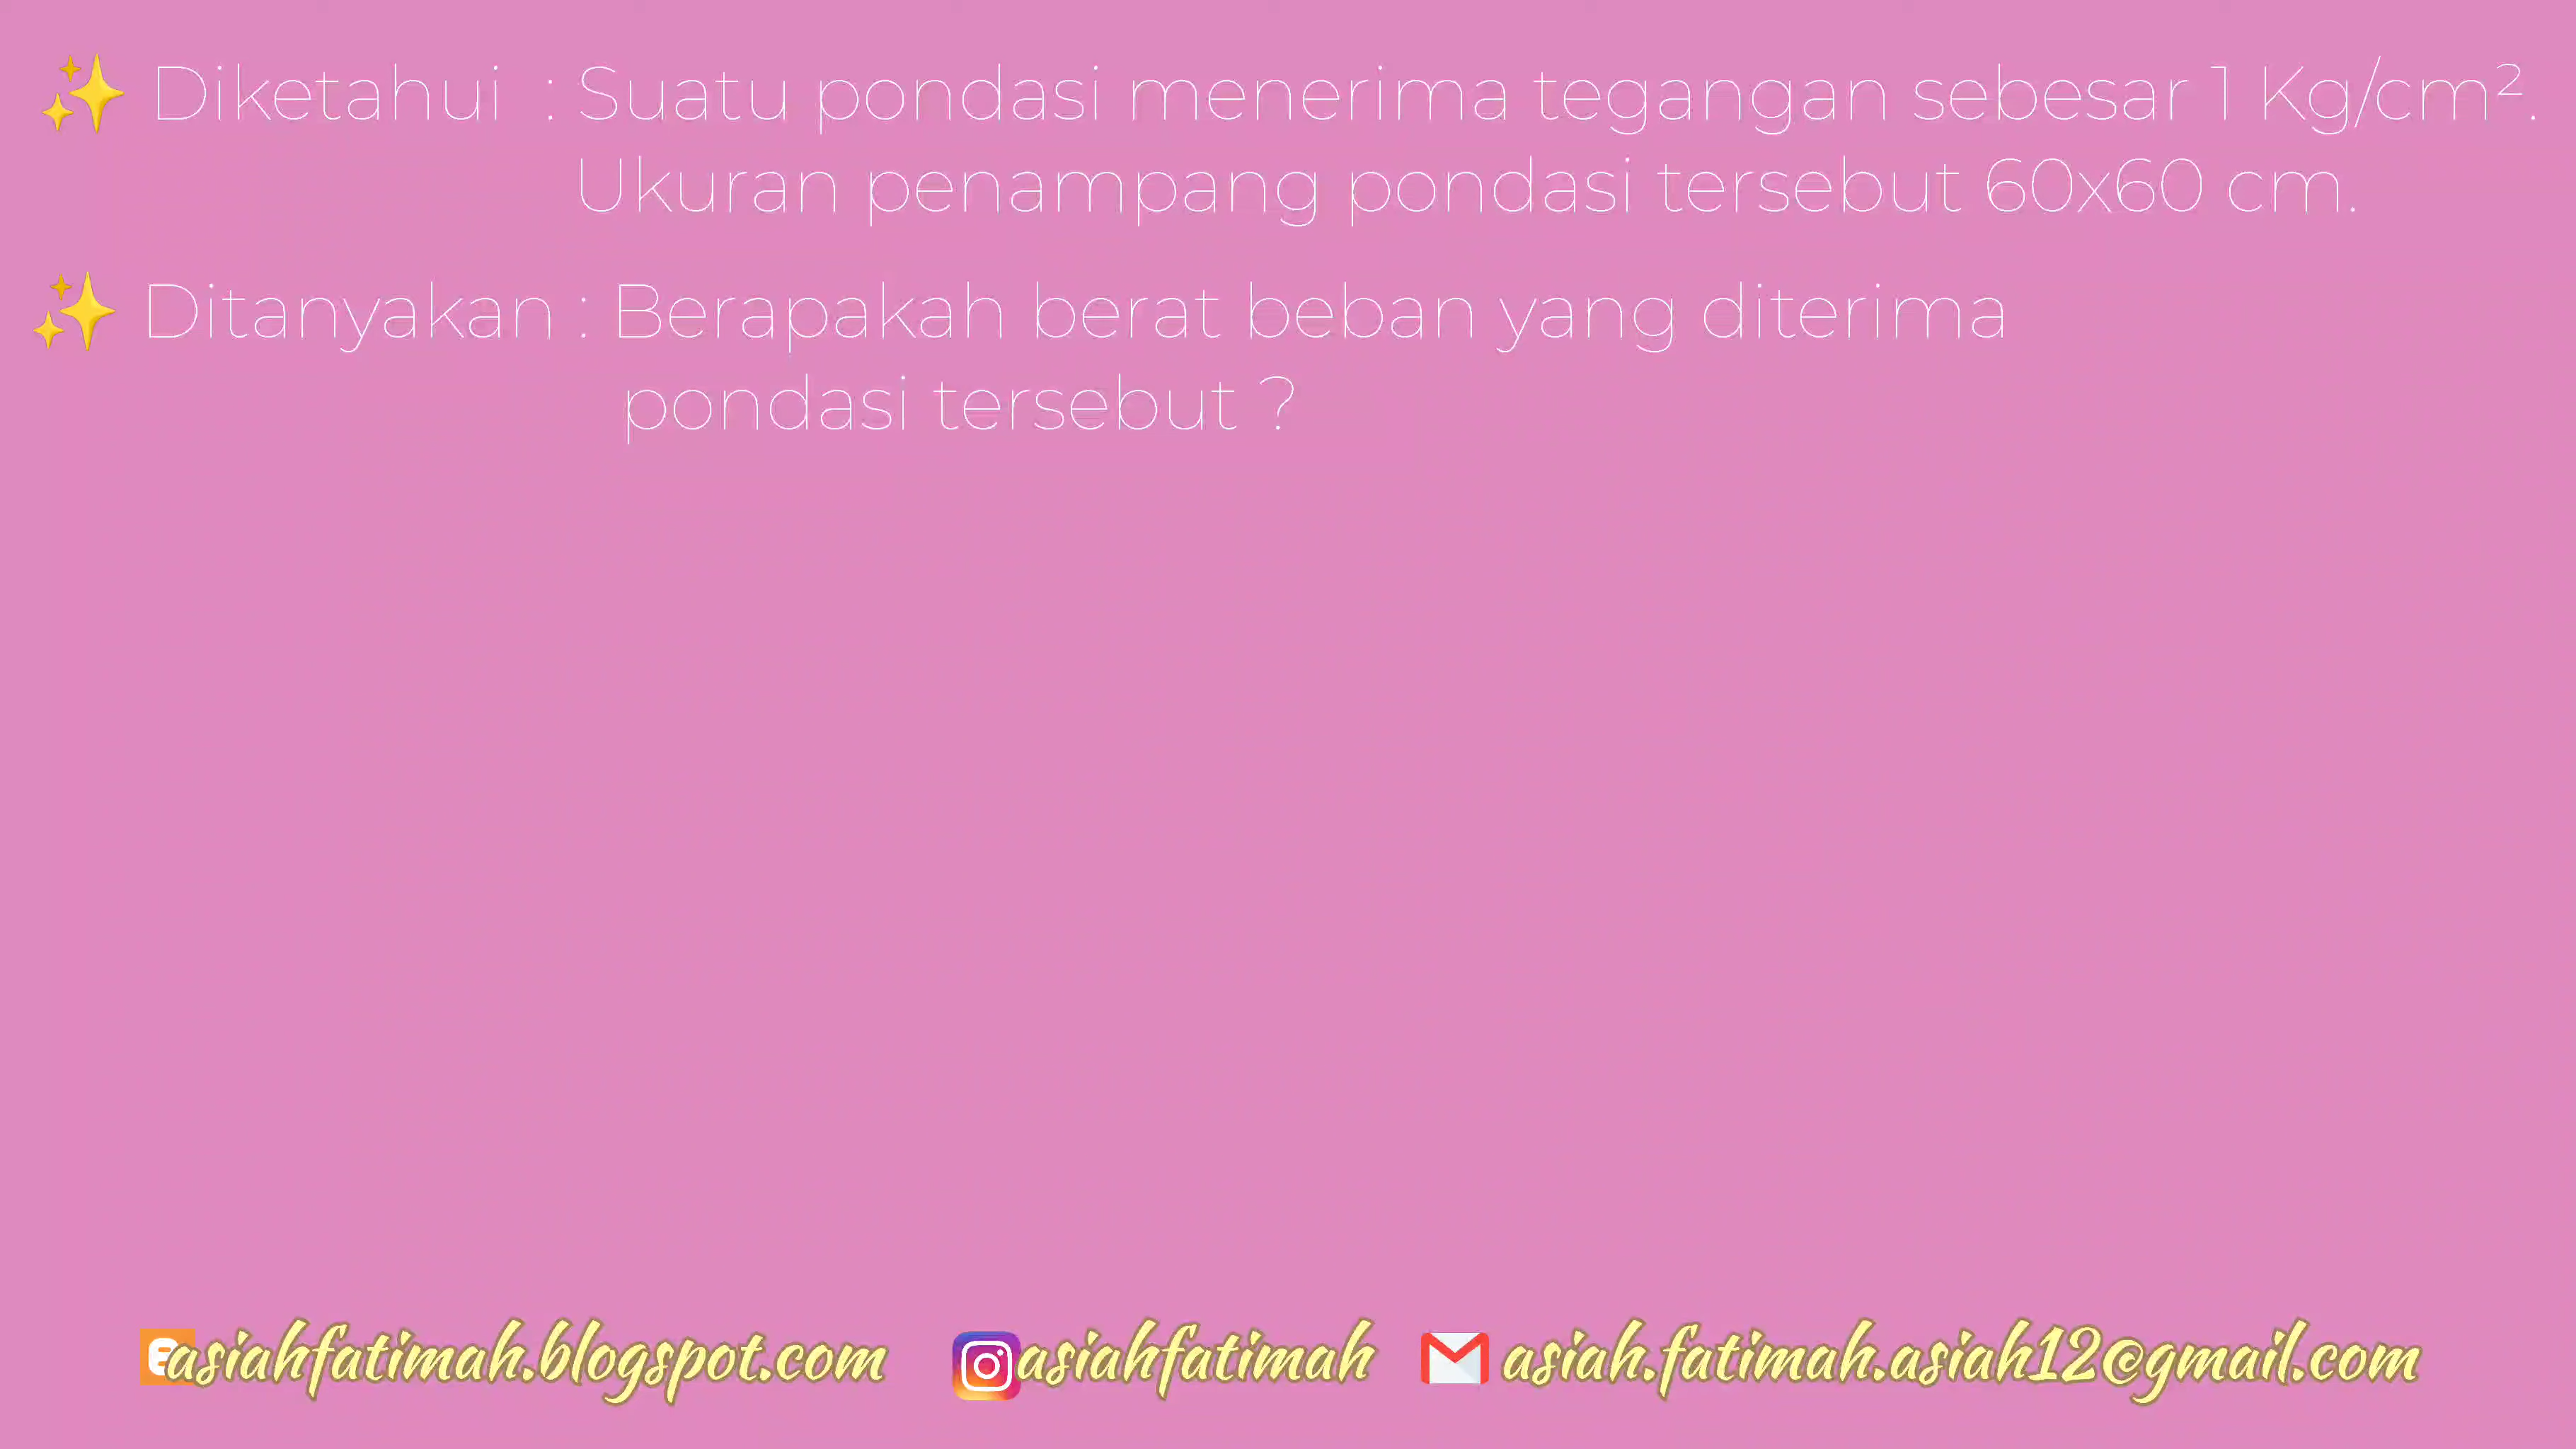 Diketahui : Suatu pondasi menerima tegangan sebesar 1 Kg/cm².
Ukuran penampang pondasi tersebut 60x60 cm.
Ditanyakan : Berapakah berat beban yang diterima
pondasi tersebut ?
asiahfatimah.blogspot.com asiahfatimah asiah.fatimah.asiah12@gmail.com